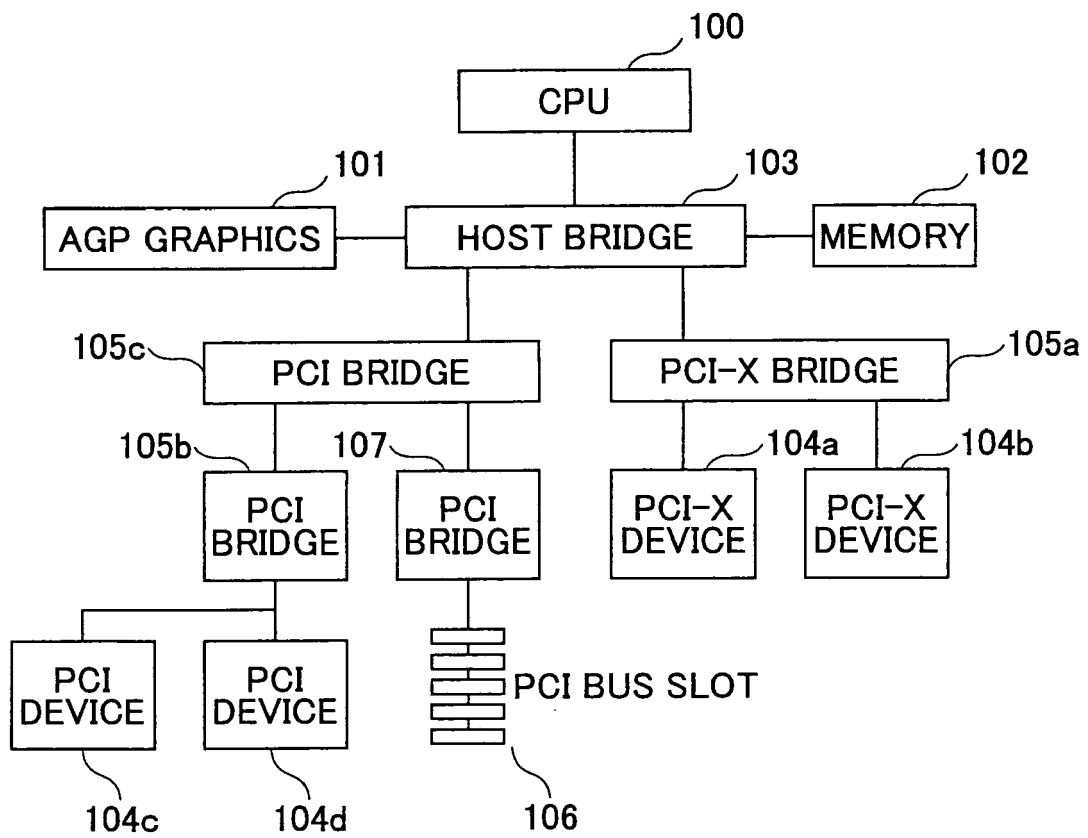 100
CPU
101
103
102
AGP GRAPHICS
HOST BRIDGE
MEMORY
105c
PCI BRIDGE
PCI-X BRIDGE
105a
105b
107
104a
104b
PCI
BRIDGE
PCI
BRIDGE
PCI-X
DEVICE
PCI-X
DEVICE
PCI
DEVICE
PCI
DEVICE
PCI BUS SLOT
104c
104d
106